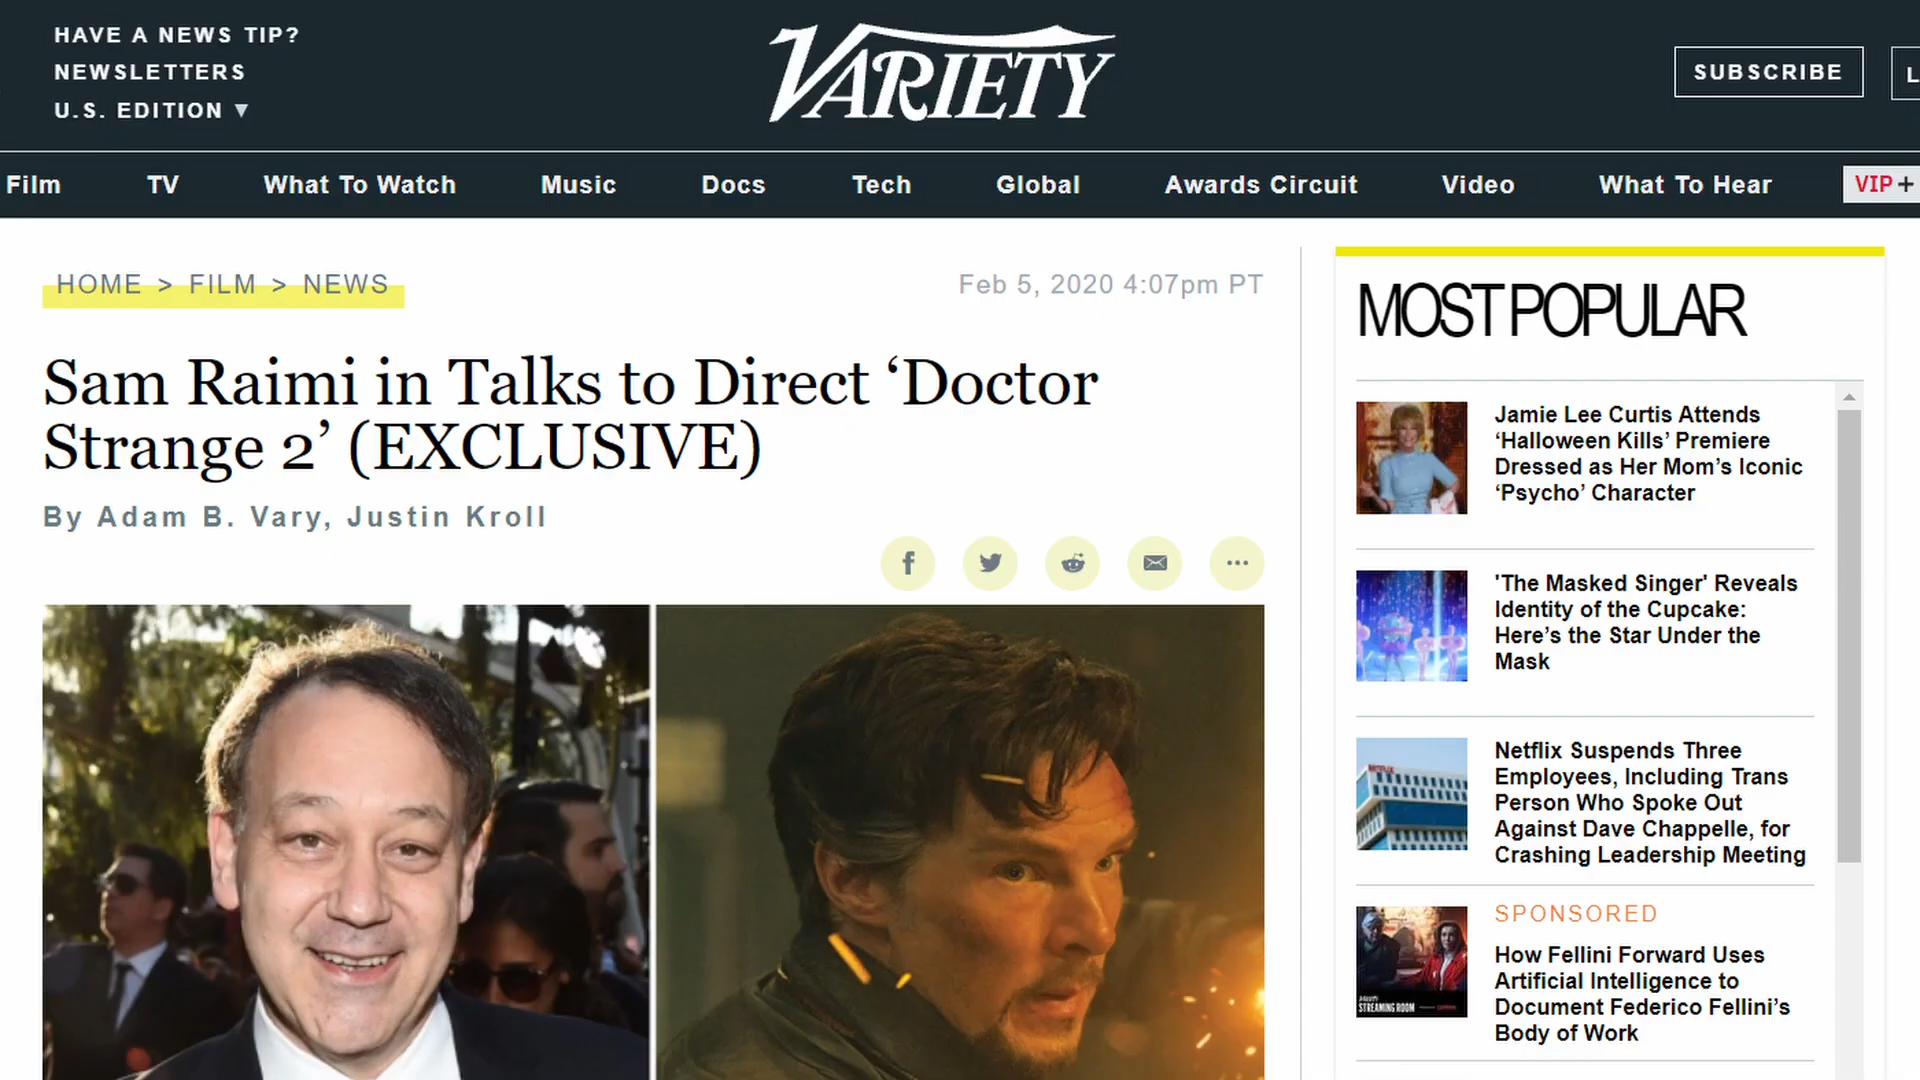 HAVE A NEWS TIP?
NEWSLETTERS
U.S. EDITION ▼
VARIETY
SUBSCRIBE
Film TV What To Watch Music Docs Tech Global Awards Circuit Video What To Hear VIP+
HOME > FILM > NEWS
Feb 5, 2020 4:07pm PT
Sam Raimi in Talks to Direct ‘Doctor
Strange 2’ (EXCLUSIVE)
By Adam B. Vary, Justin Kroll
MOST POPULAR
Jamie Lee Curtis Attends
‘Halloween Kills’ Premiere
Dressed as Her Mom’s Iconic
‘Psycho’ Character
'The Masked Singer' Reveals
Identity of the Cupcake:
Here’s the Star Under the
Mask
NETFLIX
Netflix Suspends Three
Employees, Including Trans
Person Who Spoke Out
Against Dave Chappelle, for
Crashing Leadership Meeting
SPONSORED
How Fellini Forward Uses
Artificial Intelligence to
Document Federico Fellini’s
Body of Work
STREAMING ROOM